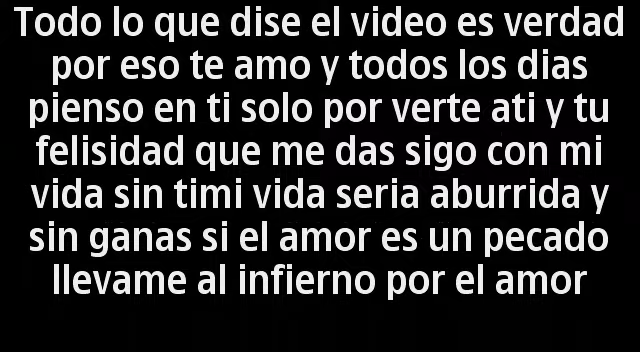 Todo lo que dise el video es verdad
por eso te amo y todos los dias
pienso en ti solo por verte ati y tu
felisidad que me das sigo con mi
vida sin timi vida seria aburrida y
sin ganas si el amor es un pecado
llevame al infierno por el amor